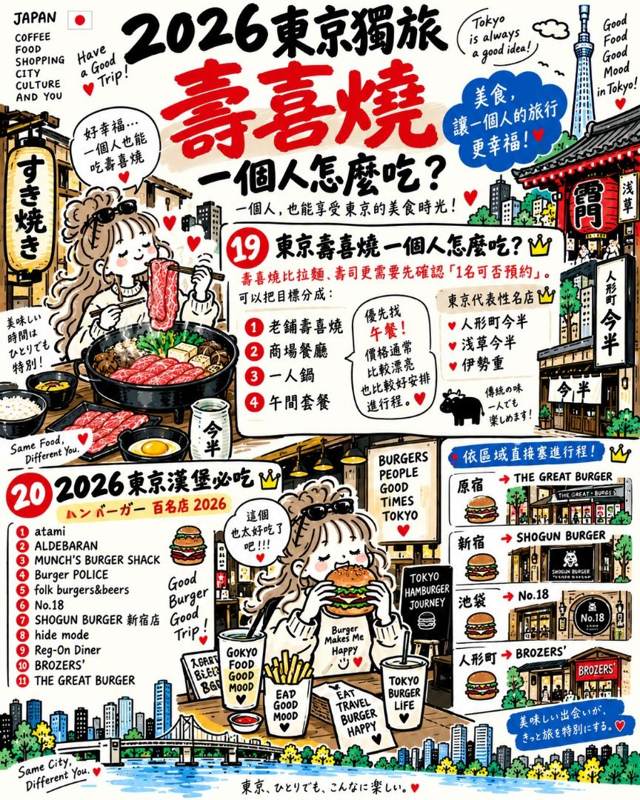 JAPAN
COFFEE
FOOD
SHOPPING
CITY
CULTURE
AND YOU
Have
a Good
Trip!
2026東京獨旅
壽喜燒
一個人怎麼吃?
一個人,也能享受東京的美食時光!
Tokyo
is always
a good idea!
Good
Food
Good
Mood
in Tokyo!
美食,
讓一個人的旅行
更幸福!
好幸福…
一個人也能
吃壽喜燒
すき焼き
浅草
雷門
人形町 今半
今半
美味しい
時間は
ひとりでも
特別!
今半
Same Food,
Different You.
19 東京壽喜燒 一個人怎麼吃?
壽喜燒比拉麵、壽司更需要先確認「1名可否預約」。
可以把目標分成:
1 老舖壽喜燒
2 商場餐廳
3 一人鍋
4 午間套餐
優先找
午餐!
價格通常
比較漂亮
也比較好安排
進行程。
東京代表性名店
人形町今半
浅草今半
伊勢重
傳統の味
一人でも
楽しめます!
20 2026東京漢堡必吃
ハンバーガー 百名店 2026
1 atami
2 ALDEBARAN
3 MUNCH'S BURGER SHACK
4 Burger POLICE
5 folk burgers&beers
6 No.18
7 SHOGUN BURGER 新宿店
8 hide mode
9 Reg-On Diner
10 BROZERS'
11 THE GREAT BURGER
Good
Burger
Good
Trip!
這個
也太好吃了
吧!!!
BURGERS
PEOPLE
GOOD
TIMES
TOKYO
TOKYO
HAMBURGER
JOURNEY
Burger
Makes Me
Happy
GOKYO
FOOD
GOOD
MOOD
EAD
GOOD
MOOD
EAT
TRAVEL
BURGER
HAPPY
TOKYO
BURGER
LIFE
依區域直接塞進行程!
原宿 → THE GREAT BURGER
新宿 → SHOGUN BURGER
SHOGUN BURGER
池袋 → No.18
No.18
人形町 → BROZERS'
BROZERS'
美味しい出会いが、
きっと旅を特別にする。
Same City,
Different You.
東京、ひとりでも、こんなに楽しい。